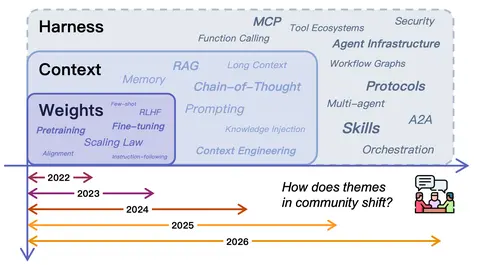 Harness
MCP
Tool Ecosystems
Security
Function Calling
Agent Infrastructure
Context
RAG
Long Context
Workflow Graphs
Memory
Chain-of-Thought
Protocols
Weights
Few-shot
RLHF
Prompting
Multi-agent
Pretraining
Fine-tuning
Knowledge Injection
Skills
A2A
Scaling Law
Alignment
Instruction-following
Context Engineering
Orchestration
2022
2023
2024
2025
2026
How does themes
in community shift?